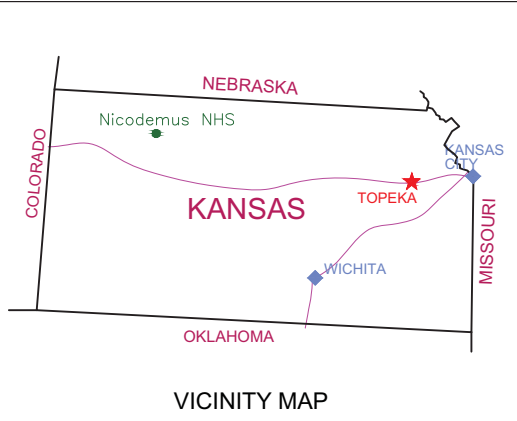 NEBRASKA
Nicodemus NHS
COLORADO
KANSAS
CITY
TOPEKA
KANSAS
MISSOURI
WICHITA
OKLAHOMA
VICINITY MAP